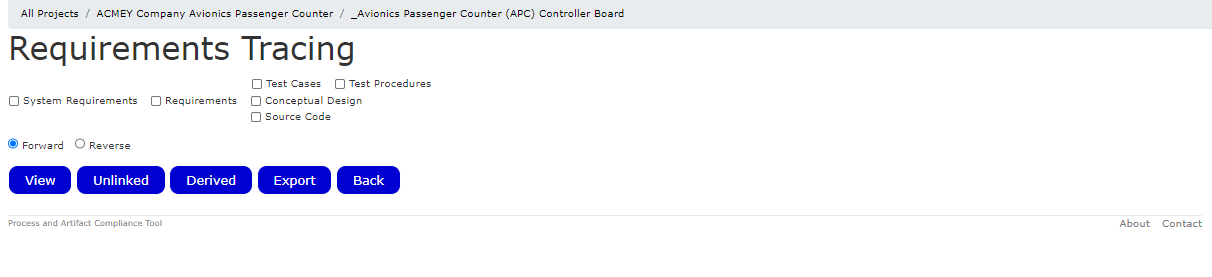 All Projects / ACMEY Company Avionics Passenger Counter / _Avionics Passenger Counter (APC) Controller Board
Requirements Tracing
Test Cases Test Procedures
System Requirements Requirements Conceptual Design
Source Code
Forward Reverse
View Unlinked Derived Export Back
Process and Artifact Compliance Tool About Contact